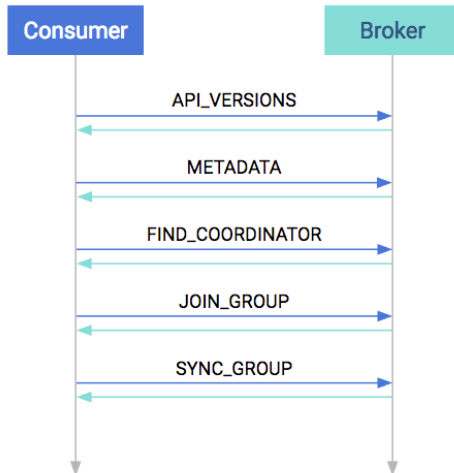 Consumer
Broker
API_VERSIONS
METADATA
FIND_COORDINATOR
JOIN_GROUP
SYNC_GROUP